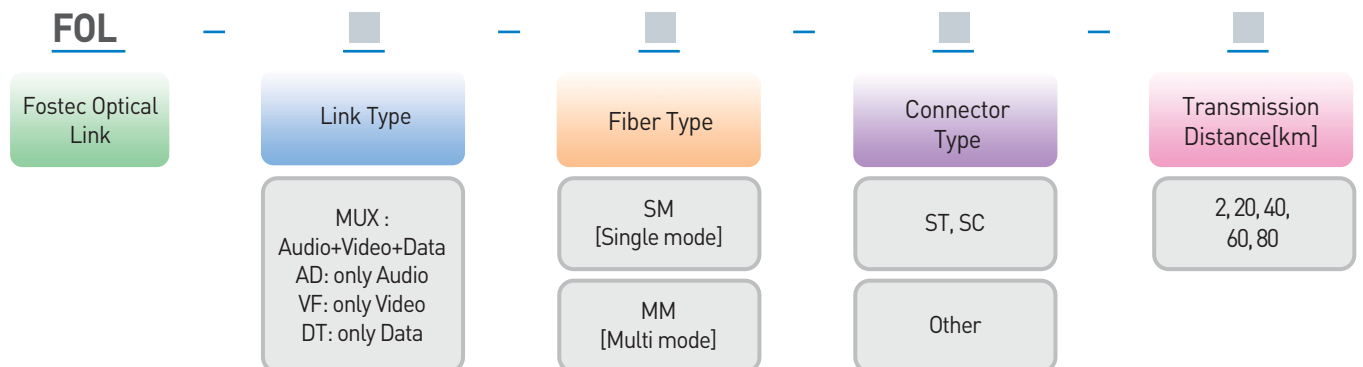 FOL – – – –
Fostec Optical
Link
Link Type
Fiber Type
Connector
Type
Transmission
Distance[km]
MUX :
Audio+Video+Data
AD: only Audio
VF: only Video
DT: only Data
SM
[Single mode]
MM
[Multi mode]
ST, SC
Other
2, 20, 40,
60, 80